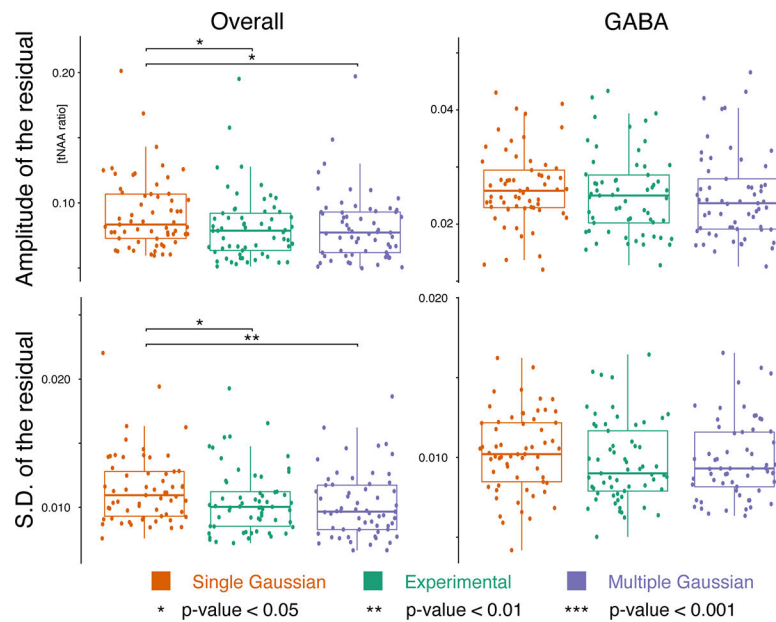 Overall
GABA
Amplitude of the residual
[tNAA ratio]
0.20
0.10
*
*
0.04
0.02
S.D. of the residual
0.020
0.010
*
**
0.020
0.010
Single Gaussian
Experimental
Multiple Gaussian
* p-value < 0.05
** p-value < 0.01
*** p-value < 0.001